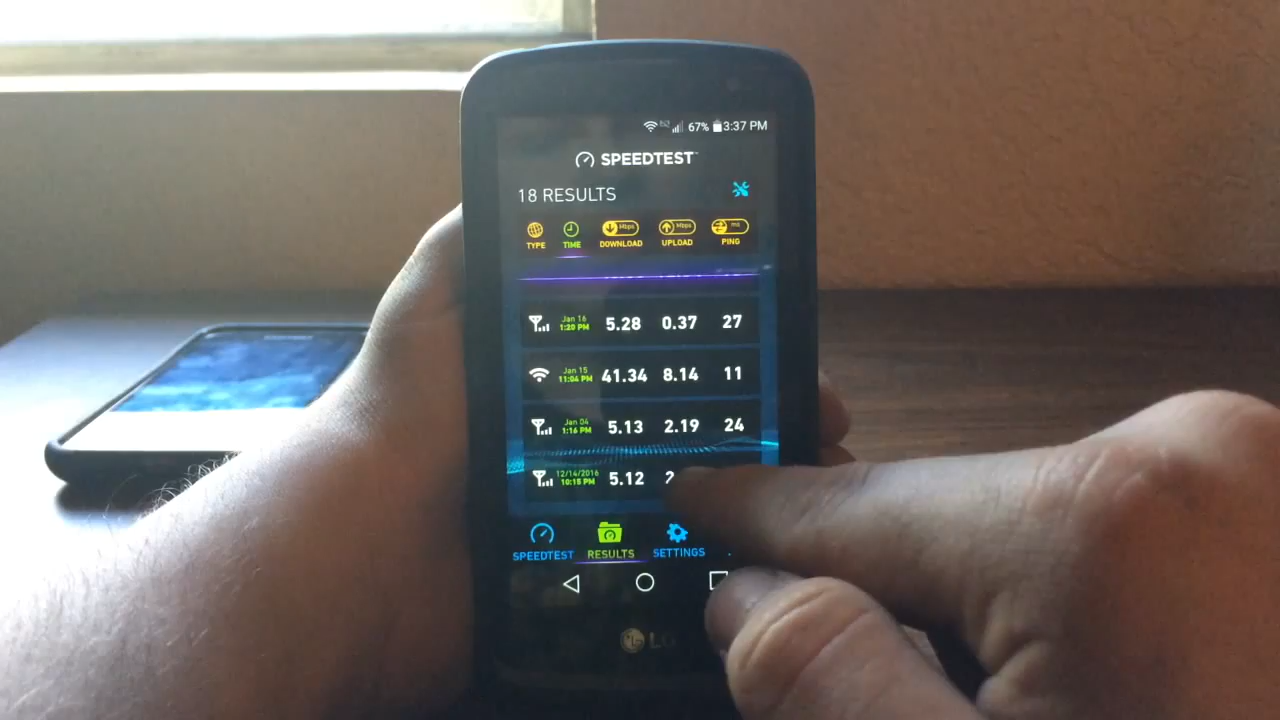 67% 3:37 PM
SPEEDTEST
18 RESULTS
Mbps Mbps ms
TYPE TIME DOWNLOAD UPLOAD PING
Jan 16
1:20 PM 5.28 0.37 27
Jan 15
11:04 PM 41.34 8.14 11
Jan 04
1:16 PM 5.13 2.19 24
12/14/2016
10:15 PM 5.12 2
SPEEDTEST RESULTS SETTINGS
LG